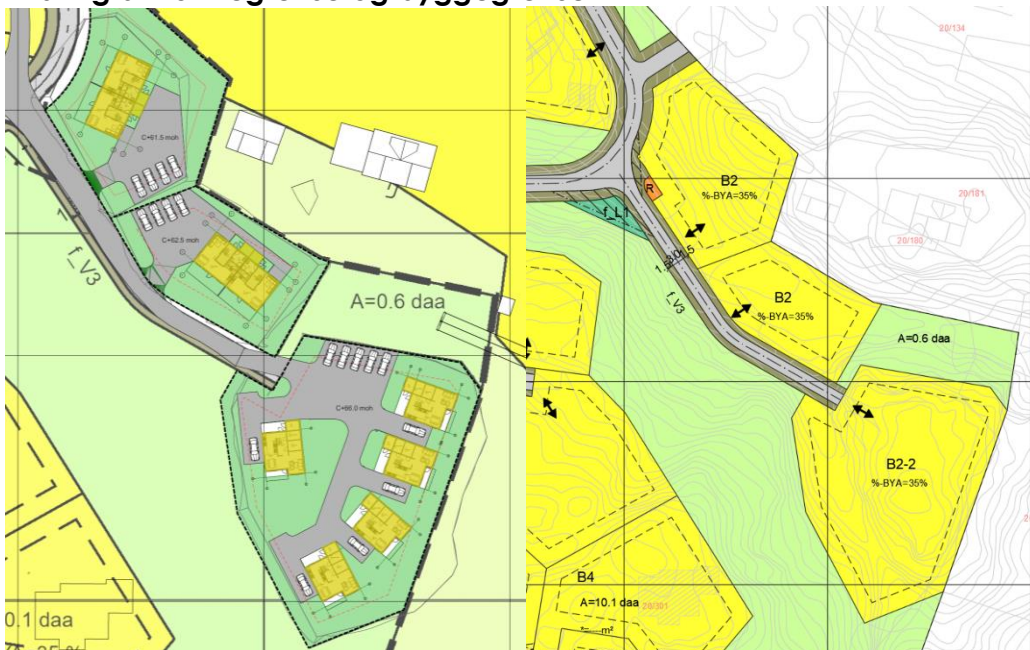 C=61.5 moh
C=62.5 moh
f_V3
A=0.6 daa
C=66.0 moh
0.1 daa
20/134
B2
%-BYA=35%
R
f_L1
20/181
20/180
f_V3
B2
%-BYA=35%
A=0.6 daa
B2-2
%-BYA=35%
B4
A=10.1 daa
20/301